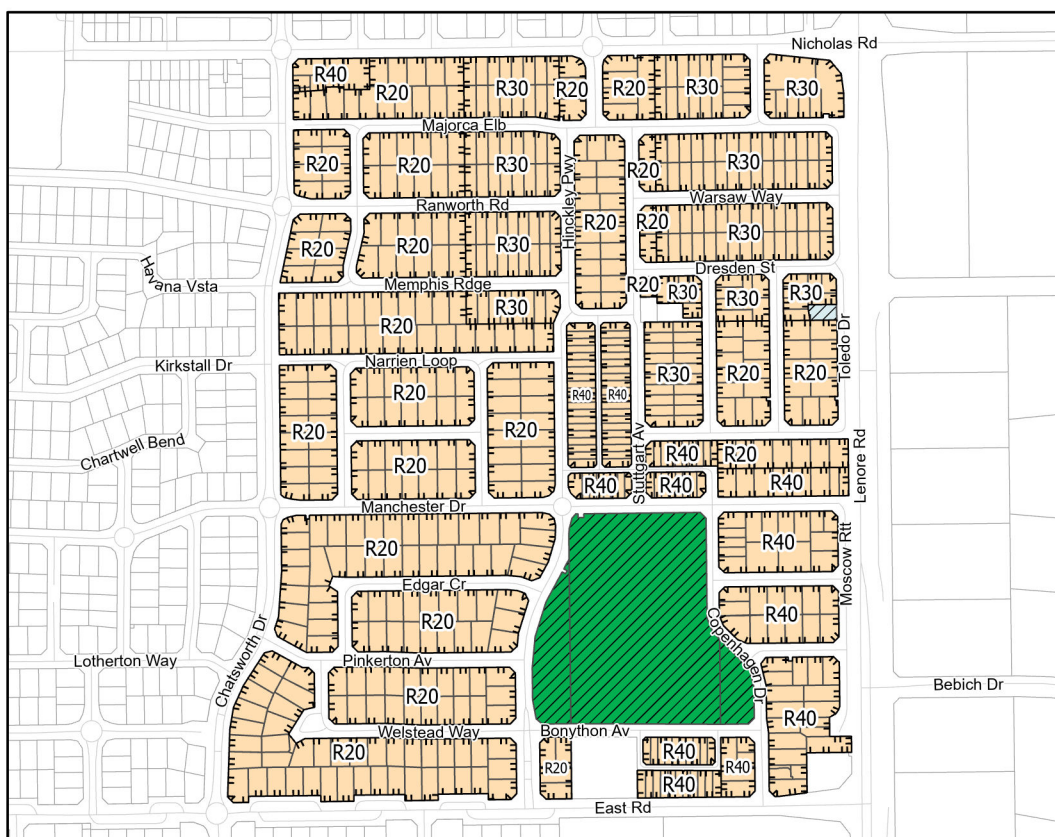 Nicholas Rd
R40
R20
R30
R20
R20
R30
R30
Majorca Elb
R20
R20
R30
Hinckley Pwy
R20
R20
R30
Ranworth Rd
Warsaw Way
R20
R20
R30
R20
R30
Havana Vsta
Memphis Rdge
Dresden St
R20
R30
R30
R30
R20
R30
Toledo Dr
Kirkstall Dr
Narrien Loop
R20
R20
R20
R40
R40
R30
R20
R20
Chartwell Bend
R20
Stuttgart Av
R40
R20
Lenore Rd
R40
R40
R40
Manchester Dr
R20
R40
Moscow Rtt
Edgar Cr
R20
R40
Copenhagen Dr
Lotherton Way
Chatsworth Dr
Pinkerton Av
R20
Bebich Dr
R40
Welstead Way
Bonython Av
R20
R20
R40
R40
R40
East Rd